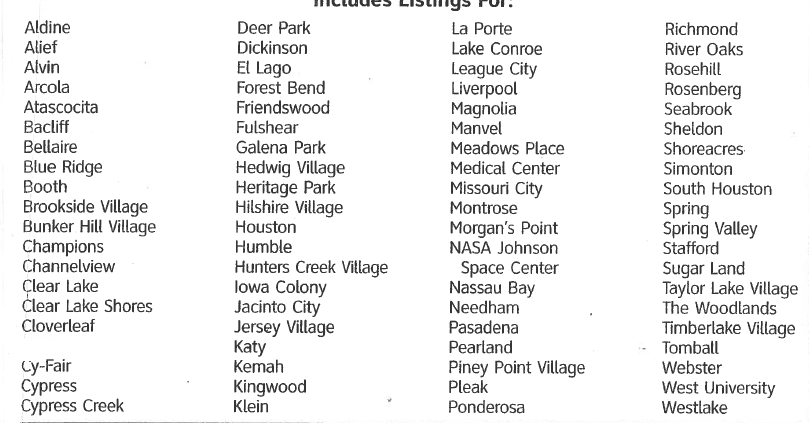 Includes Listings For:
Aldine
Alief
Alvin
Arcola
Atascocita
Bacliff
Bellaire
Blue Ridge
Booth
Brookside Village
Bunker Hill Village
Champions
Channelview
Clear Lake
Clear Lake Shores
Cloverleaf
Cy-Fair
Cypress
Cypress Creek
Deer Park
Dickinson
El Lago
Forest Bend
Friendswood
Fulshear
Galena Park
Hedwig Village
Heritage Park
Hilshire Village
Houston
Humble
Hunters Creek Village
Iowa Colony
Jacinto City
Jersey Village
Katy
Kemah
Kingwood
Klein
La Porte
Lake Conroe
League City
Liverpool
Magnolia
Manvel
Meadows Place
Medical Center
Missouri City
Montrose
Morgan's Point
NASA Johnson
Space Center
Nassau Bay
Needham
Pasadena
Pearland
Piney Point Village
Pleak
Ponderosa
Richmond
River Oaks
Rosehill
Rosenberg
Seabrook
Sheldon
Shoreacres
Simonton
South Houston
Spring
Spring Valley
Stafford
Sugar Land
Taylor Lake Village
The Woodlands
Timberlake Village
Tomball
Webster
West University
Westlake